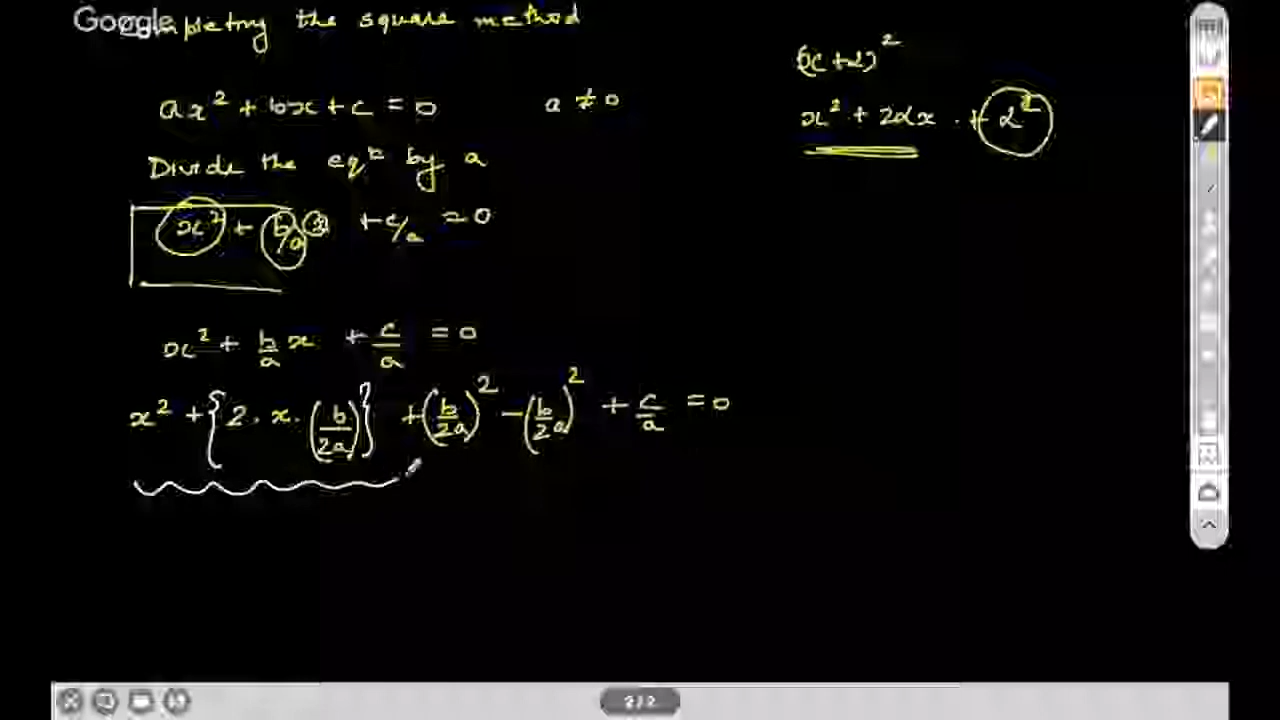 Google
Completing the square method
ax² + bx + c = 0 a ≠ 0
Divide the eqⁿ by a
x² + b/a x + c/a = 0
x² + b/a x + c/a = 0
x² + {2 . x . (b/2a)} + (b/2a)² - (b/2a)² + c/a = 0
(x + α)²
x² + 2αx + α²
2/2